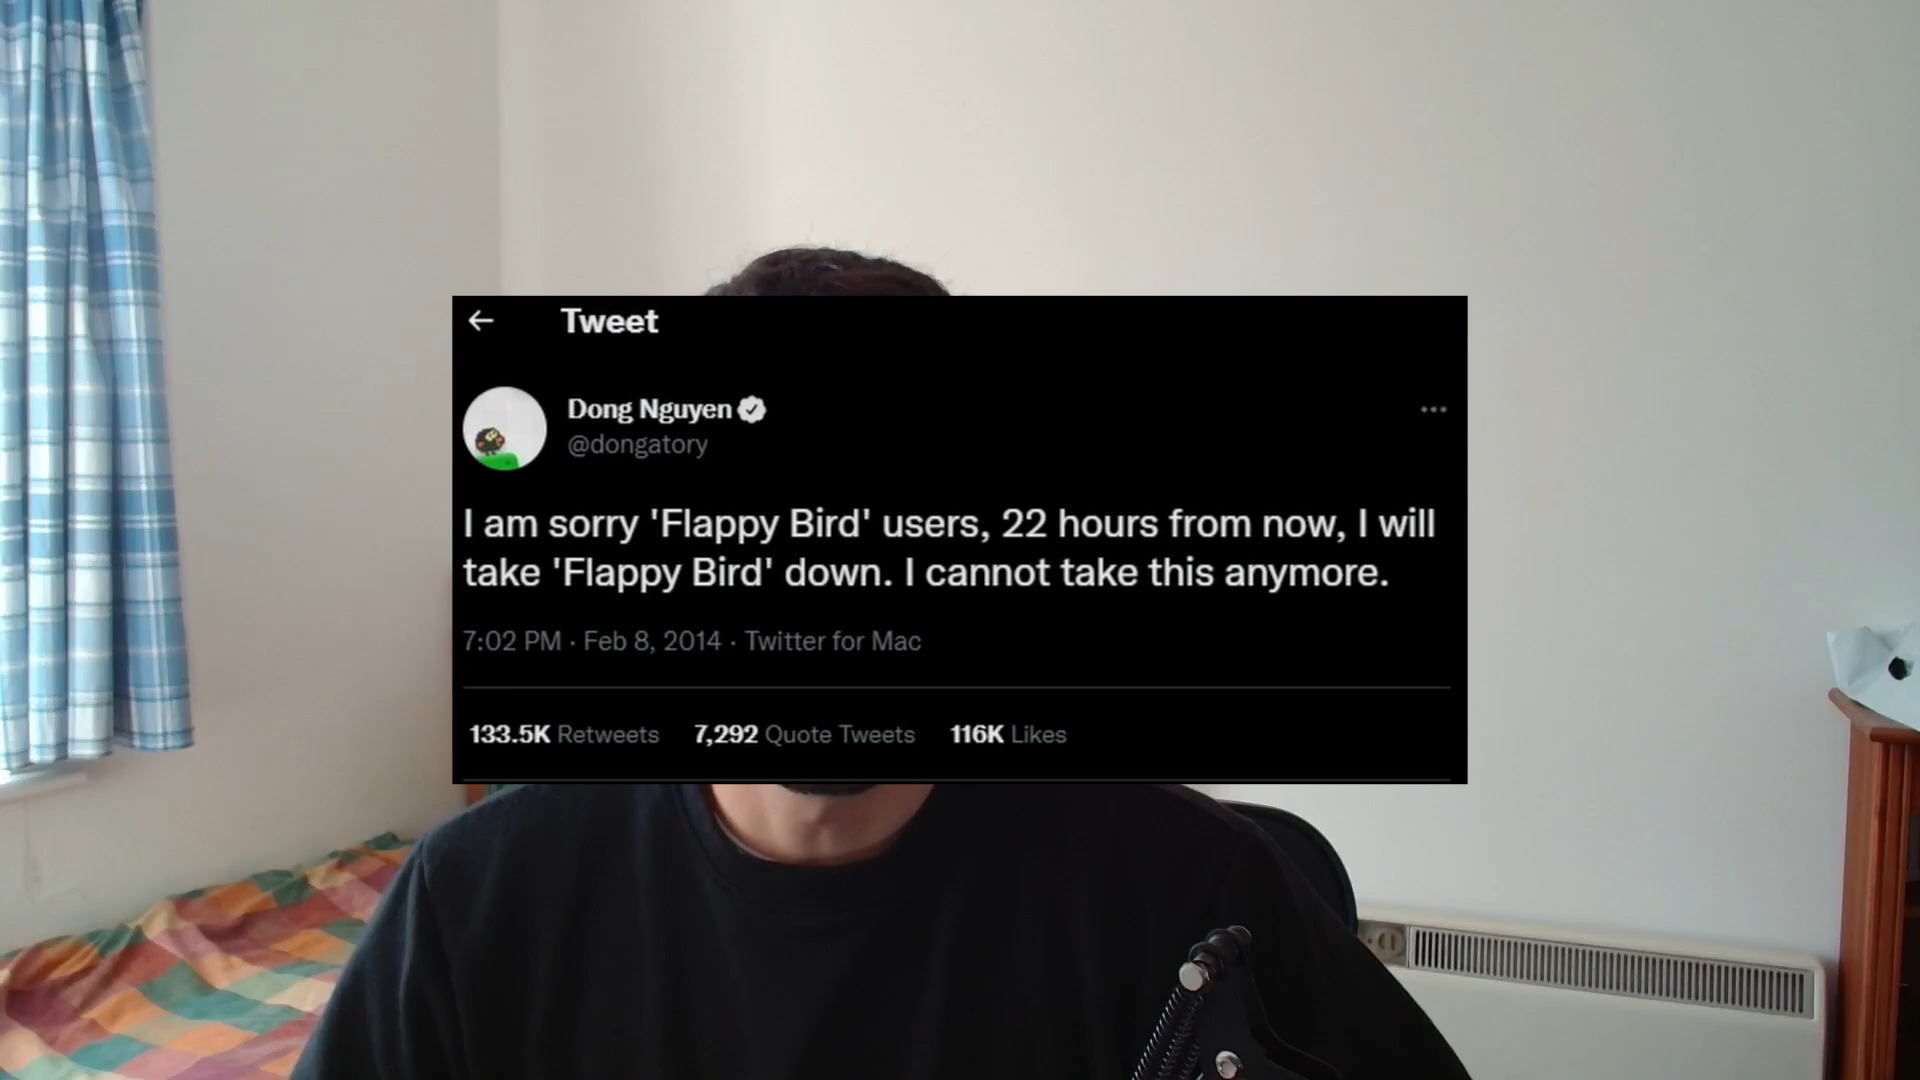 Tweet
Dong Nguyen
@dongatory
I am sorry 'Flappy Bird' users, 22 hours from now, I will
take 'Flappy Bird' down. I cannot take this anymore.
7:02 PM · Feb 8, 2014 · Twitter for Mac
133.5K Retweets 7,292 Quote Tweets 116K Likes